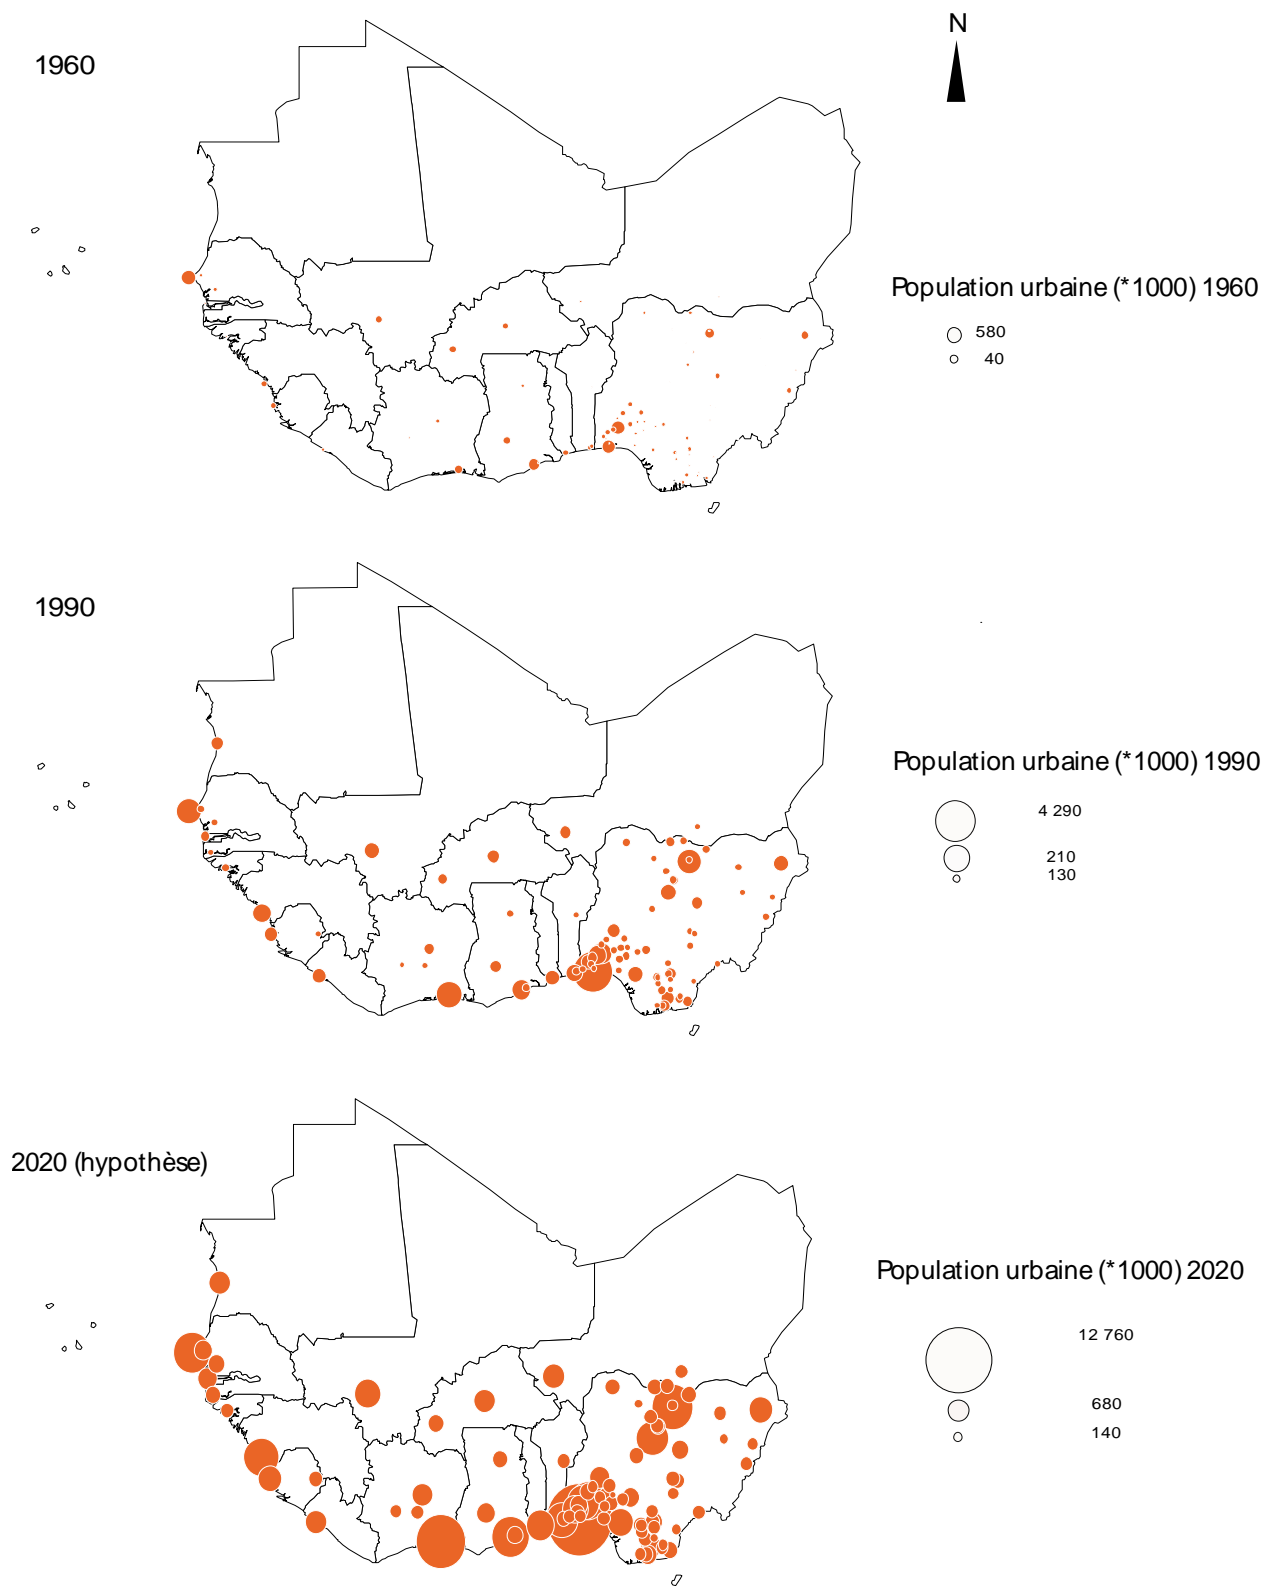 N
1960
Population urbaine (*1000) 1960
580
40
1990
Population urbaine (*1000) 1990
4 290
210
130
2020 (hypothèse)
Population urbaine (*1000) 2020
12 760
680
140